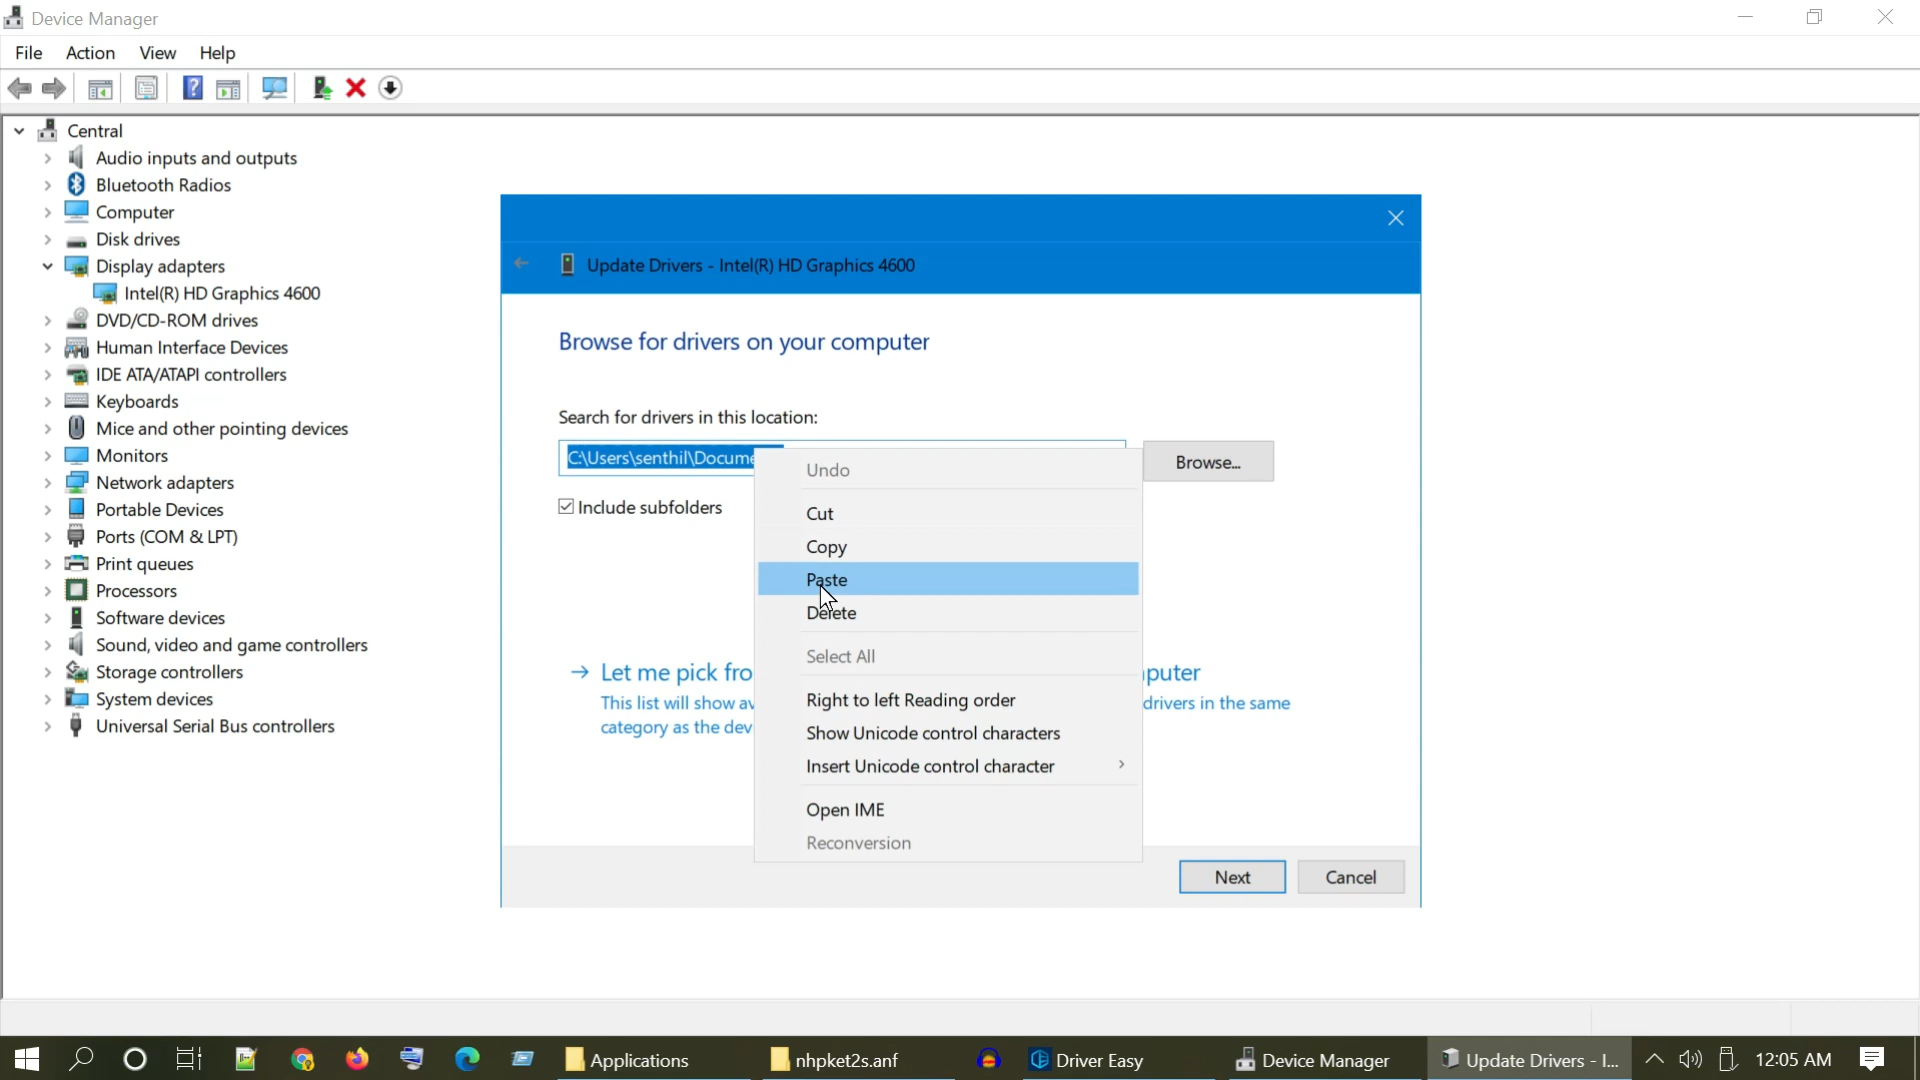 Device Manager
File Action View Help
Central
Audio inputs and outputs
Bluetooth Radios
Computer
Disk drives
Display adapters
Intel(R) HD Graphics 4600
DVD/CD-ROM drives
Human Interface Devices
IDE ATA/ATAPI controllers
Keyboards
Mice and other pointing devices
Monitors
Network adapters
Portable Devices
Ports (COM & LPT)
Print queues
Processors
Software devices
Sound, video and game controllers
Storage controllers
System devices
Universal Serial Bus controllers
Update Drivers - Intel(R) HD Graphics 4600
Browse for drivers on your computer
Search for drivers in this location:
C:\Users\senthil\Docume
Browse...
Include subfolders
Let me pick fro
puter
This list will show av
drivers in the same
category as the dev
Undo
Cut
Copy
Paste
Delete
Select All
Right to left Reading order
Show Unicode control characters
Insert Unicode control character
Open IME
Reconversion
Next Cancel
Applications nhpket2s.anf Driver Easy Device Manager Update Drivers - I... 12:05 AM